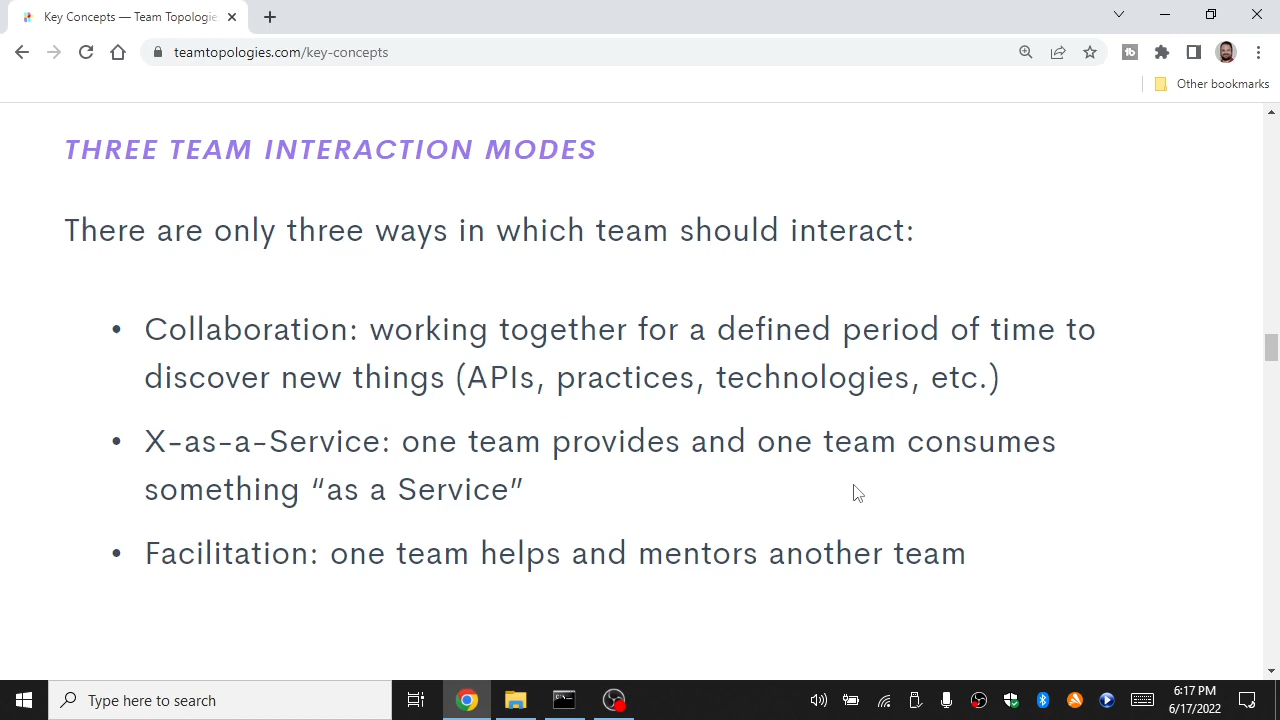 Key Concepts — Team Topologie
teamtopologies.com/key-concepts
Other bookmarks
THREE TEAM INTERACTION MODES
There are only three ways in which team should interact:
• Collaboration: working together for a defined period of time to
discover new things (APIs, practices, technologies, etc.)
• X-as-a-Service: one team provides and one team consumes
something “as a Service”
• Facilitation: one team helps and mentors another team
Type here to search
6:17 PM
6/17/2022